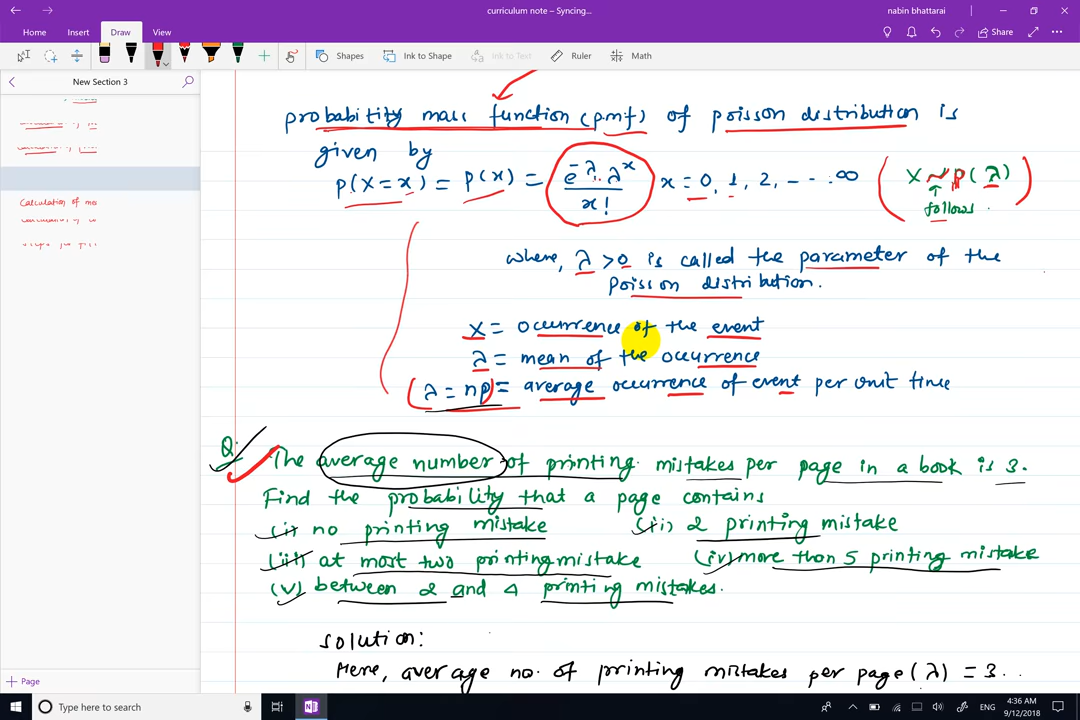 curriculum note - Syncing...
nabin bhattarai
Home Insert Draw View
Share
Shapes Ink to Shape Ink to Text Ruler Math
New Section 3
probability mass function (p.m.f) of poisson distribution is
given by
p(X = x) = p(x) = e^-λ. λ^x / x! x = 0, 1, 2, - - - . ∞ (X ~ P(λ)
follows.)
where, λ > 0 is called the parameter of the
poisson distribution.
X = occurrence of the event
λ = mean of the occurrence
(λ = np) = average occurrence of event per unit time
Q: The average number of printing mistakes per page in a book is 3.
Find the probability that a page contains
(i) no printing mistake (ii) 2 printing mistake
(iii) at most two printing mistake (iv) more than 5 printing mistake
(v) between 2 and 4 printing mistakes.
solution:
Here, average no. of printing mistakes per page (λ) = 3..
Calculation of me
+ Page
Type here to search
ENG
4:36 AM
9/12/2018